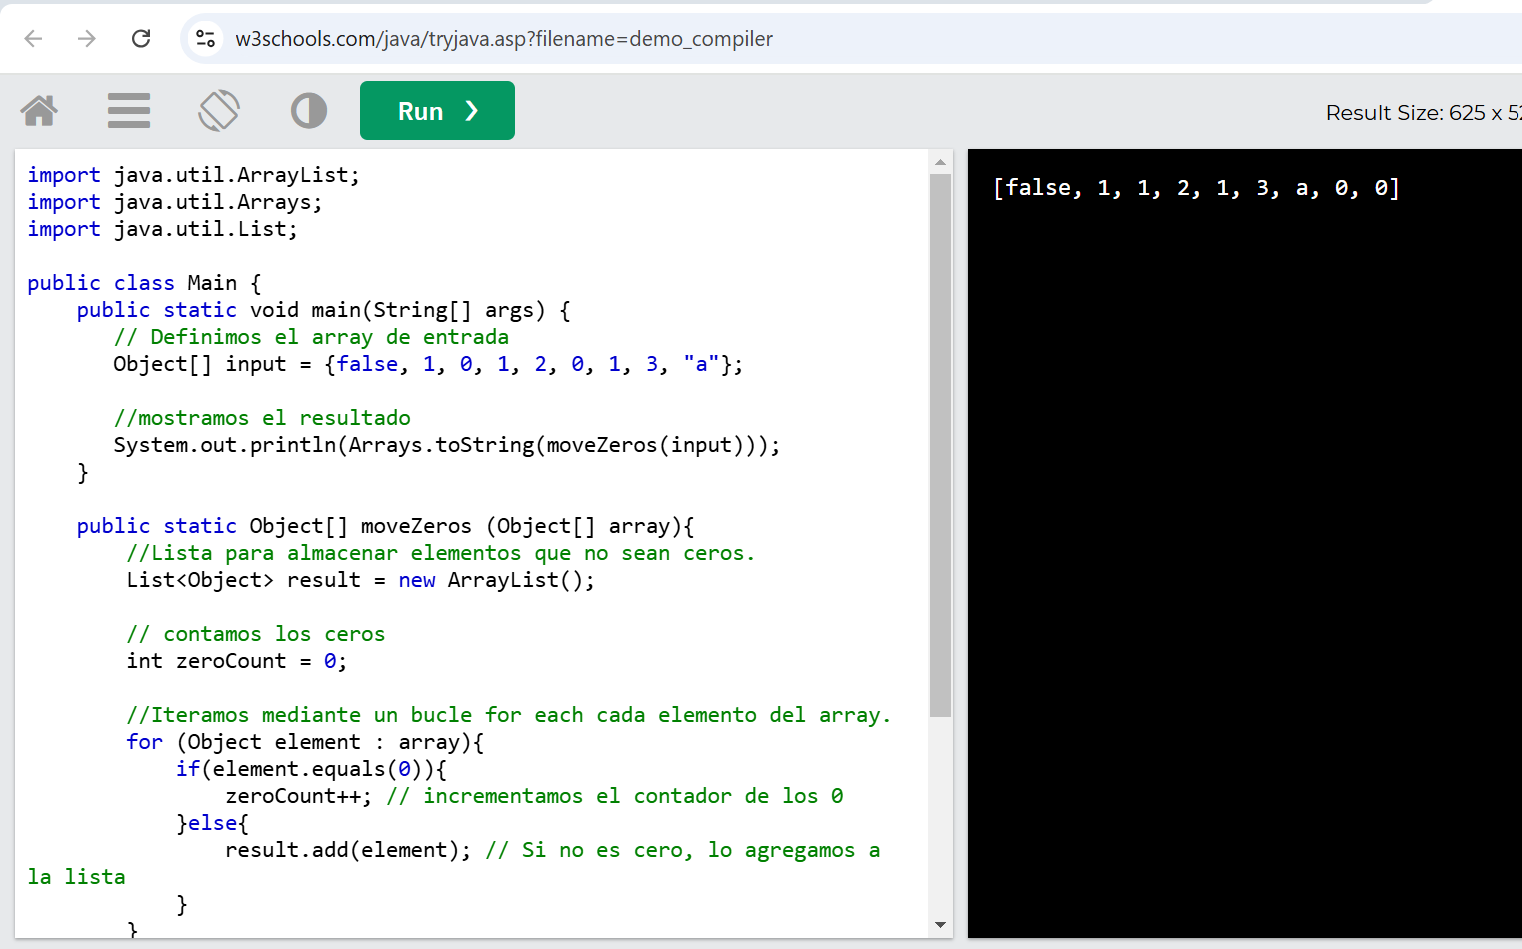 w3schools.com/java/tryjava.asp?filename=demo_compiler
Run ❯
Result Size: 625 x 52
import java.util.ArrayList;
import java.util.Arrays;
import java.util.List;
public class Main {
public static void main(String[] args) {
// Definimos el array de entrada
Object[] input = {false, 1, 0, 1, 2, 0, 1, 3, "a"};
//mostramos el resultado
System.out.println(Arrays.toString(moveZeros(input)));
}
public static Object[] moveZeros (Object[] array){
//Lista para almacenar elementos que no sean ceros.
List<Object> result = new ArrayList();
// contamos los ceros
int zeroCount = 0;
//Iteramos mediante un bucle for each cada elemento del array.
for (Object element : array){
if(element.equals(0)){
zeroCount++; // incrementamos el contador de los 0
}else{
result.add(element); // Si no es cero, lo agregamos a
la lista
}
}
[false, 1, 1, 2, 1, 3, a, 0, 0]